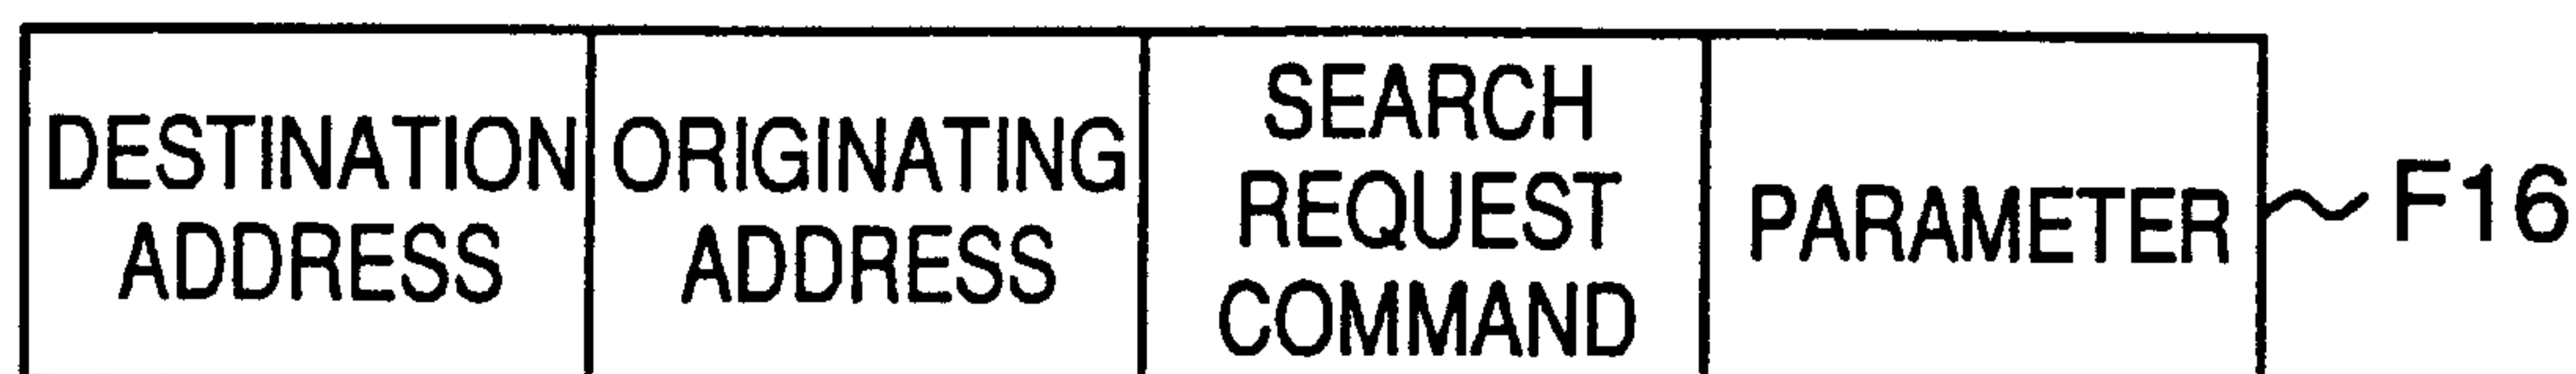 DESTINATION
ADDRESS
ORIGINATING
ADDRESS
SEARCH
REQUEST
COMMAND
PARAMETER
F16